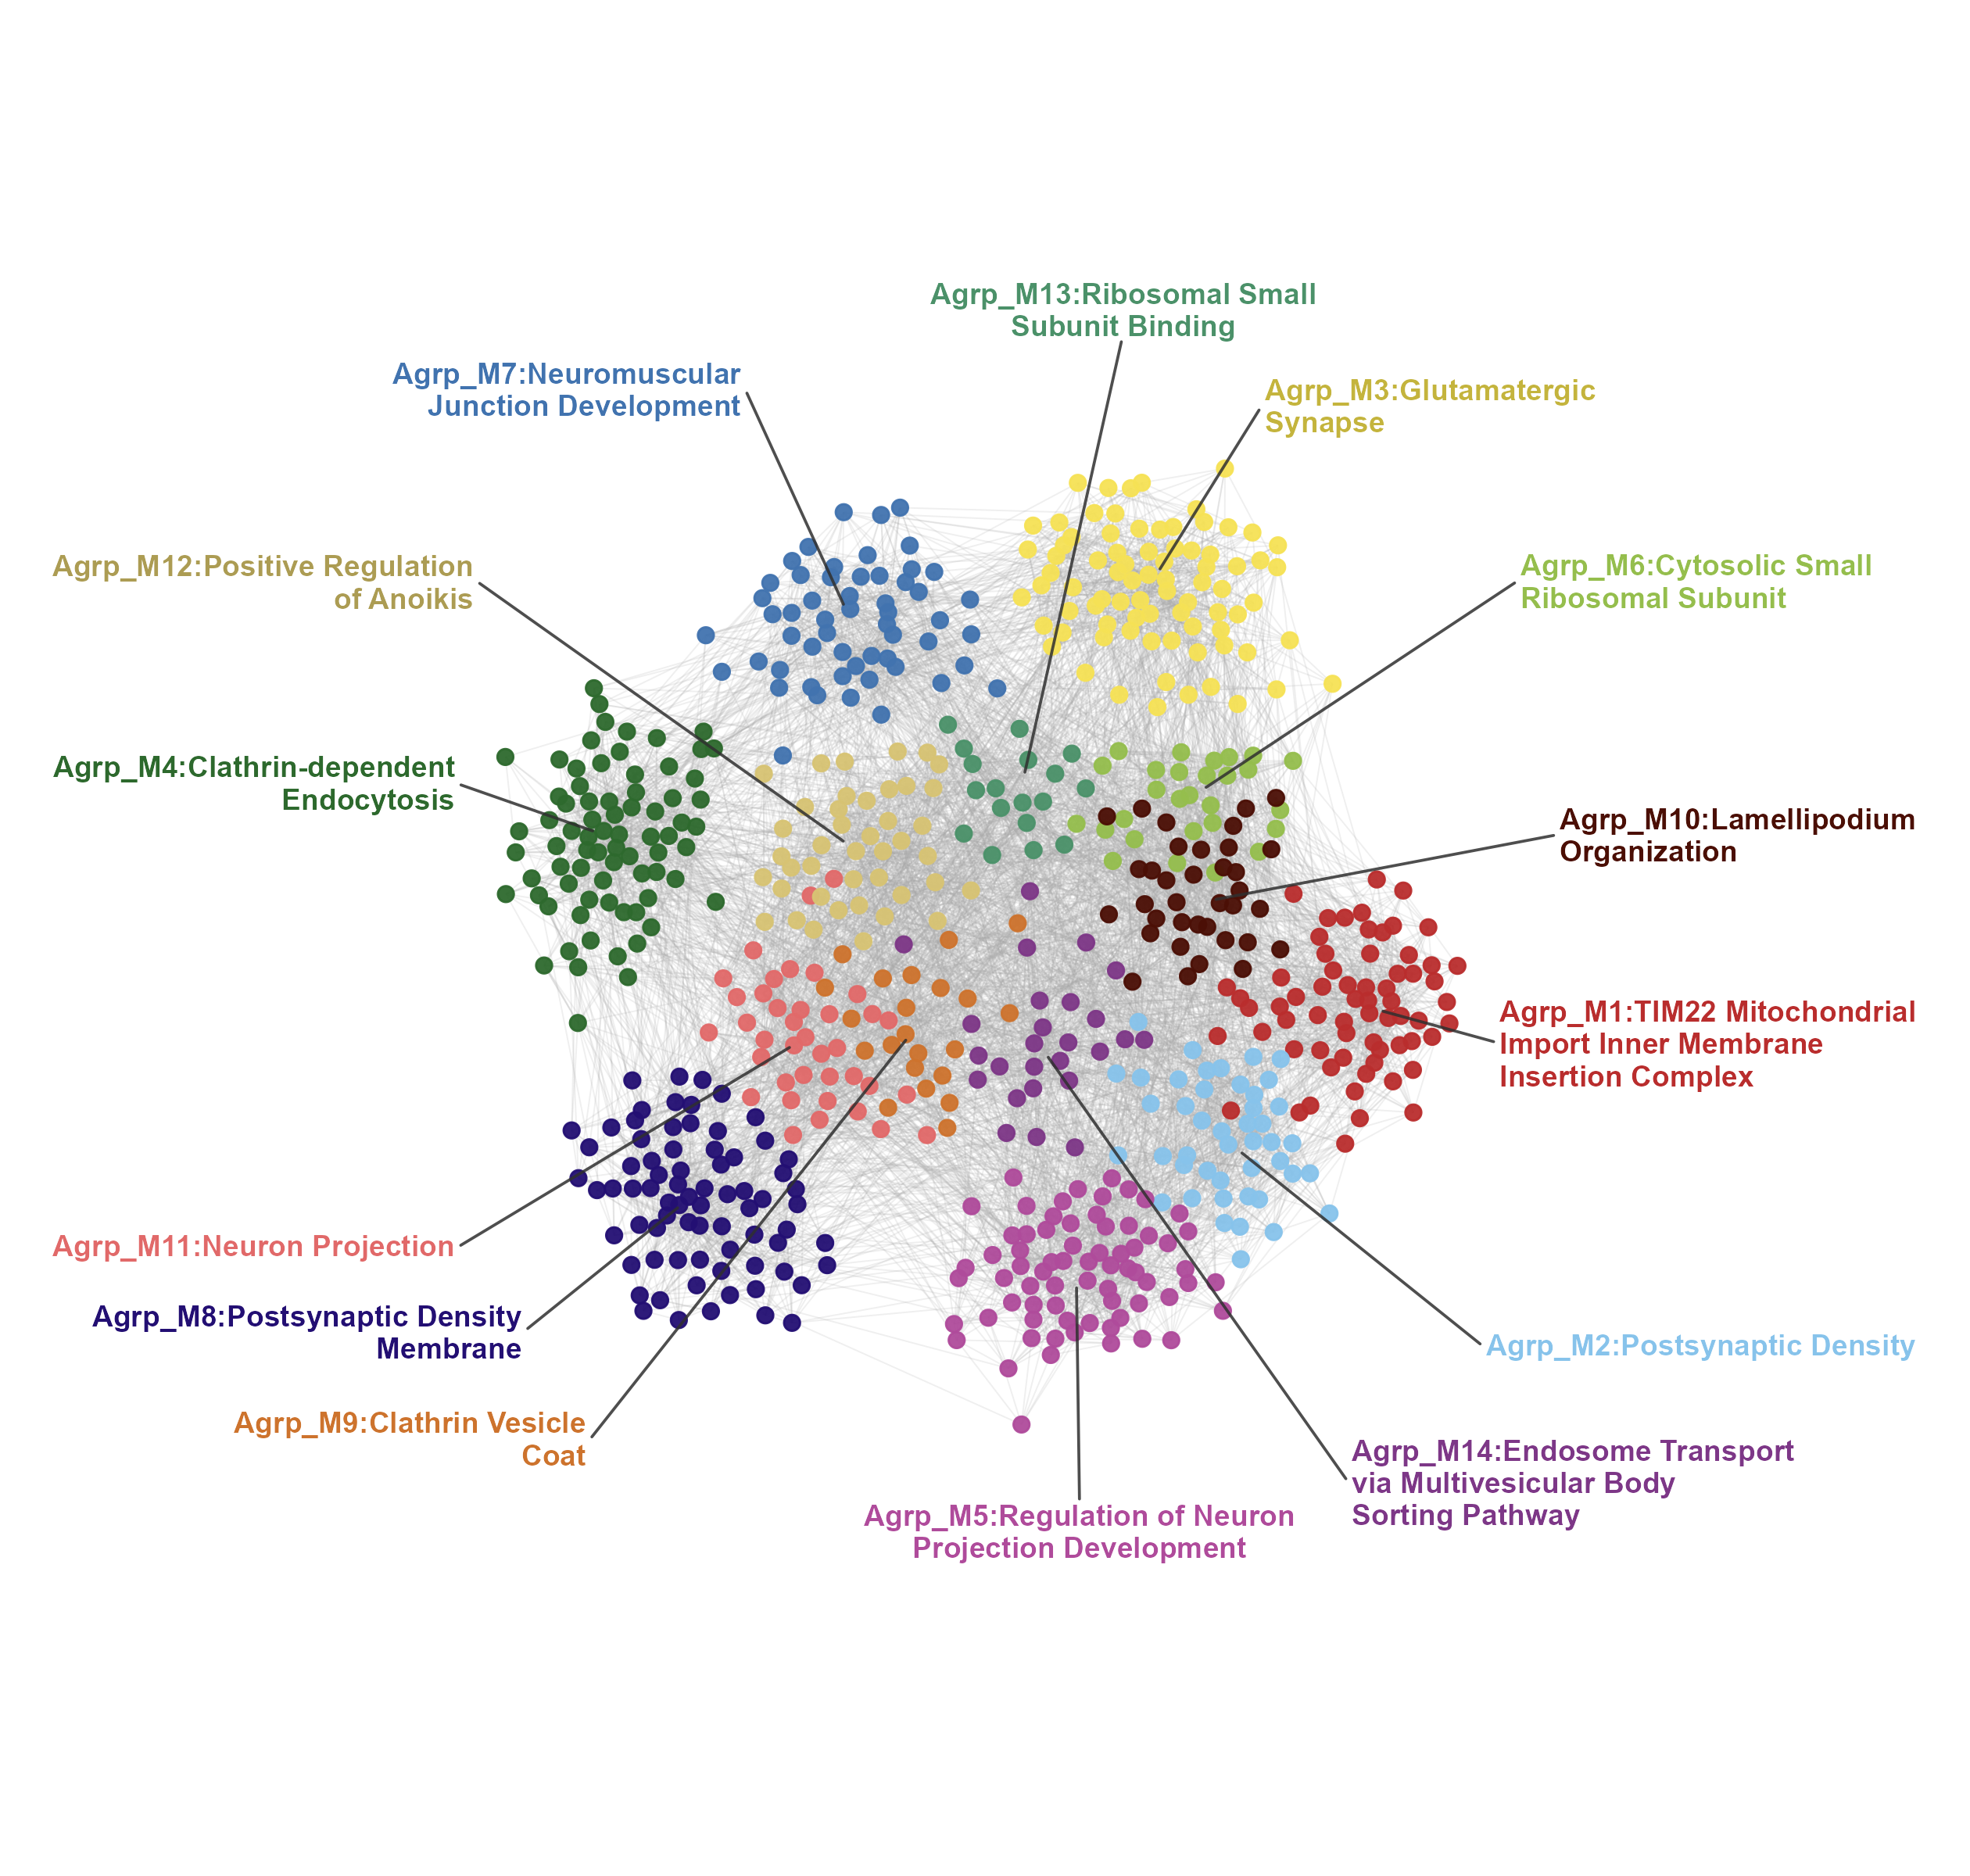 Agrp_M13:Ribosomal Small
Subunit Binding
Agrp_M7:Neuromuscular
Junction Development
Agrp_M3:Glutamatergic
Synapse
Agrp_M12:Positive Regulation
of Anoikis
Agrp_M6:Cytosolic Small
Ribosomal Subunit
Agrp_M4:Clathrin-dependent
Endocytosis
Agrp_M10:Lamellipodium
Organization
Agrp_M1:TIM22 Mitochondrial
Import Inner Membrane
Insertion Complex
Agrp_M11:Neuron Projection
Agrp_M8:Postsynaptic Density
Membrane
Agrp_M2:Postsynaptic Density
Agrp_M9:Clathrin Vesicle
Coat
Agrp_M14:Endosome Transport
via Multivesicular Body
Sorting Pathway
Agrp_M5:Regulation of Neuron
Projection Development